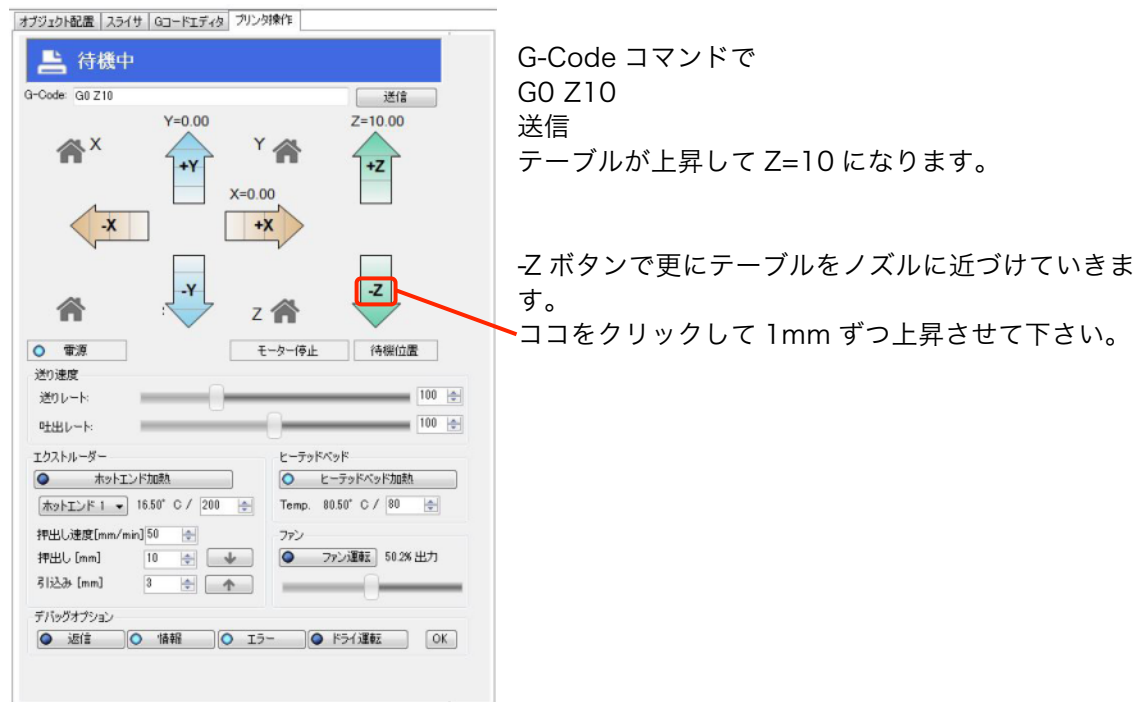 オブジェクト配置 スライサ Gコードエディタ プリンタ操作
待機中
G-Code: G0 Z10 送信
Y=0.00 Z=10.00
X Y
+Y +Z
X=0.00
-X +X
-Y -Z
Z
電源 モーター停止 待機位置
送り速度
送りレート: 100
吐出レート: 100
エクストルーダー
ホットエンド加熱
ホットエンド 1 16.50° C / 200
押出し速度[mm/min] 50
押出し [mm] 10
引込み [mm] 3
ヒーテッドベッド
ヒーテッドベッド加熱
Temp. 80.50° C / 80
ファン
ファン運転 50.2% 出力
デバッグオプション
返信 情報 エラー ドライ運転 OK
G-Code コマンドで
G0 Z10
送信
テーブルが上昇して Z=10 になります。
-Z ボタンで更にテーブルをノズルに近づけていきま
す。
ココをクリックして 1mm ずつ上昇させて下さい。